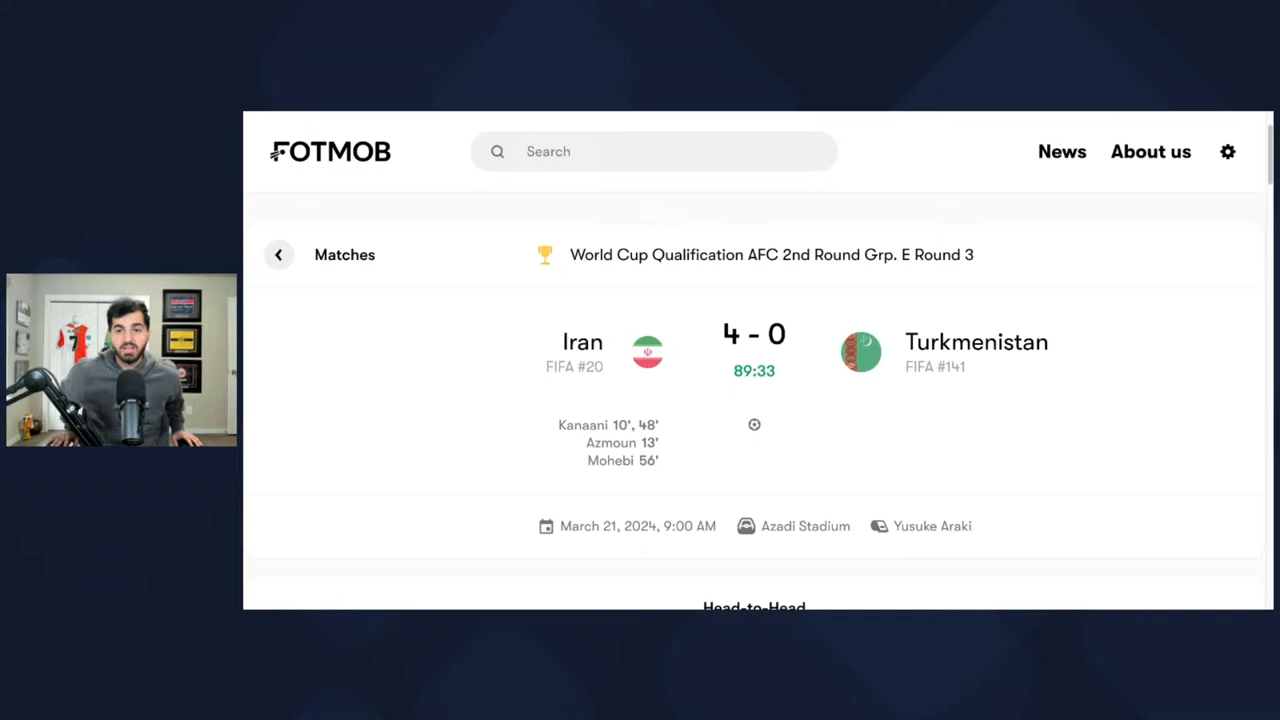 FOTMOB
Search
News
About us
Matches
World Cup Qualification AFC 2nd Round Grp. E Round 3
Iran
FIFA #20
4 - 0
89:33
Turkmenistan
FIFA #141
Kanaani 10', 48'
Azmoun 13'
Mohebi 56'
March 21, 2024, 9:00 AM
Azadi Stadium
Yusuke Araki
Head-to-Head
7